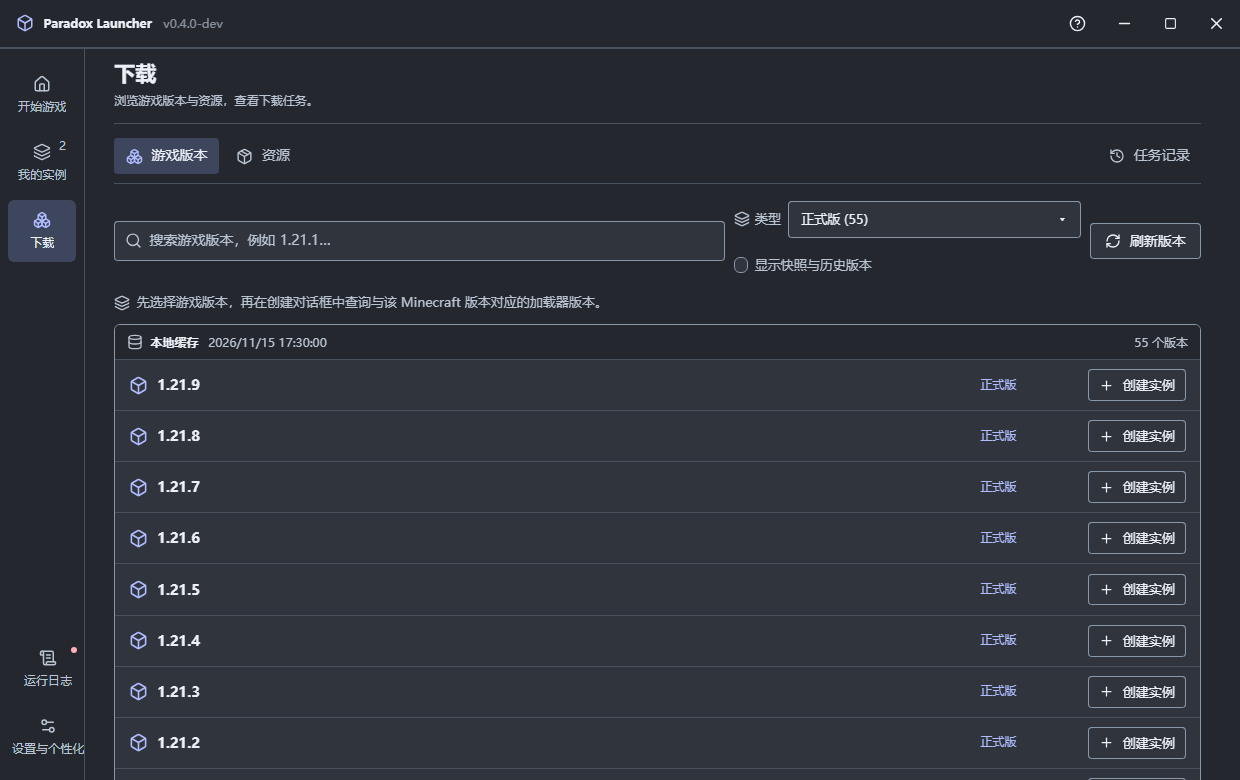 Paradox Launcher v0.4.0-dev
开始游戏
2
我的实例
下载
运行日志
设置与个性化
下载
浏览游戏版本与资源，查看下载任务。
游戏版本 资源 任务记录
搜索游戏版本，例如 1.21.1...
类型 正式版 (55)
显示快照与历史版本
刷新版本
先选择游戏版本，再在创建对话框中查询与该 Minecraft 版本对应的加载器版本。
本地缓存 2026/11/15 17:30:00 55 个版本
1.21.9 正式版 创建实例
1.21.8 正式版 创建实例
1.21.7 正式版 创建实例
1.21.6 正式版 创建实例
1.21.5 正式版 创建实例
1.21.4 正式版 创建实例
1.21.3 正式版 创建实例
1.21.2 正式版 创建实例